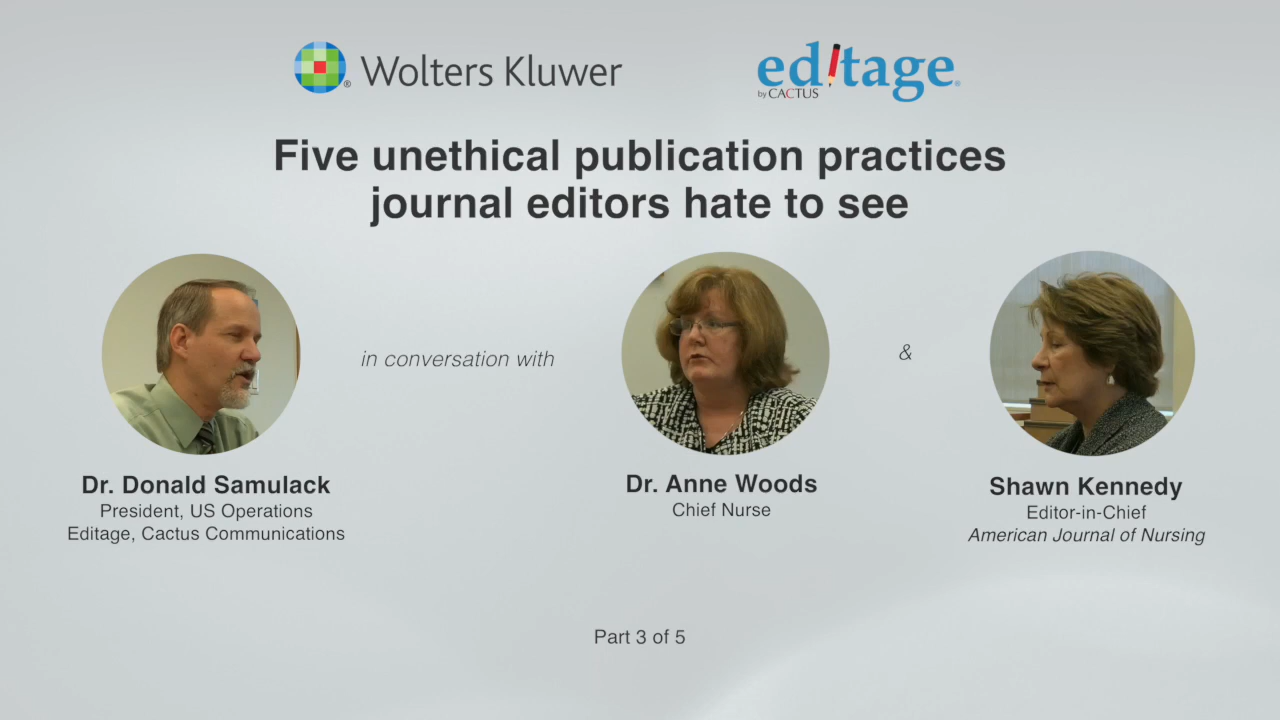 Wolters Kluwer
editage
by CACTUS
Five unethical publication practices
journal editors hate to see
in conversation with
&
Dr. Donald Samulack
President, US Operations
Editage, Cactus Communications
Dr. Anne Woods
Chief Nurse
Shawn Kennedy
Editor-in-Chief
American Journal of Nursing
Part 3 of 5